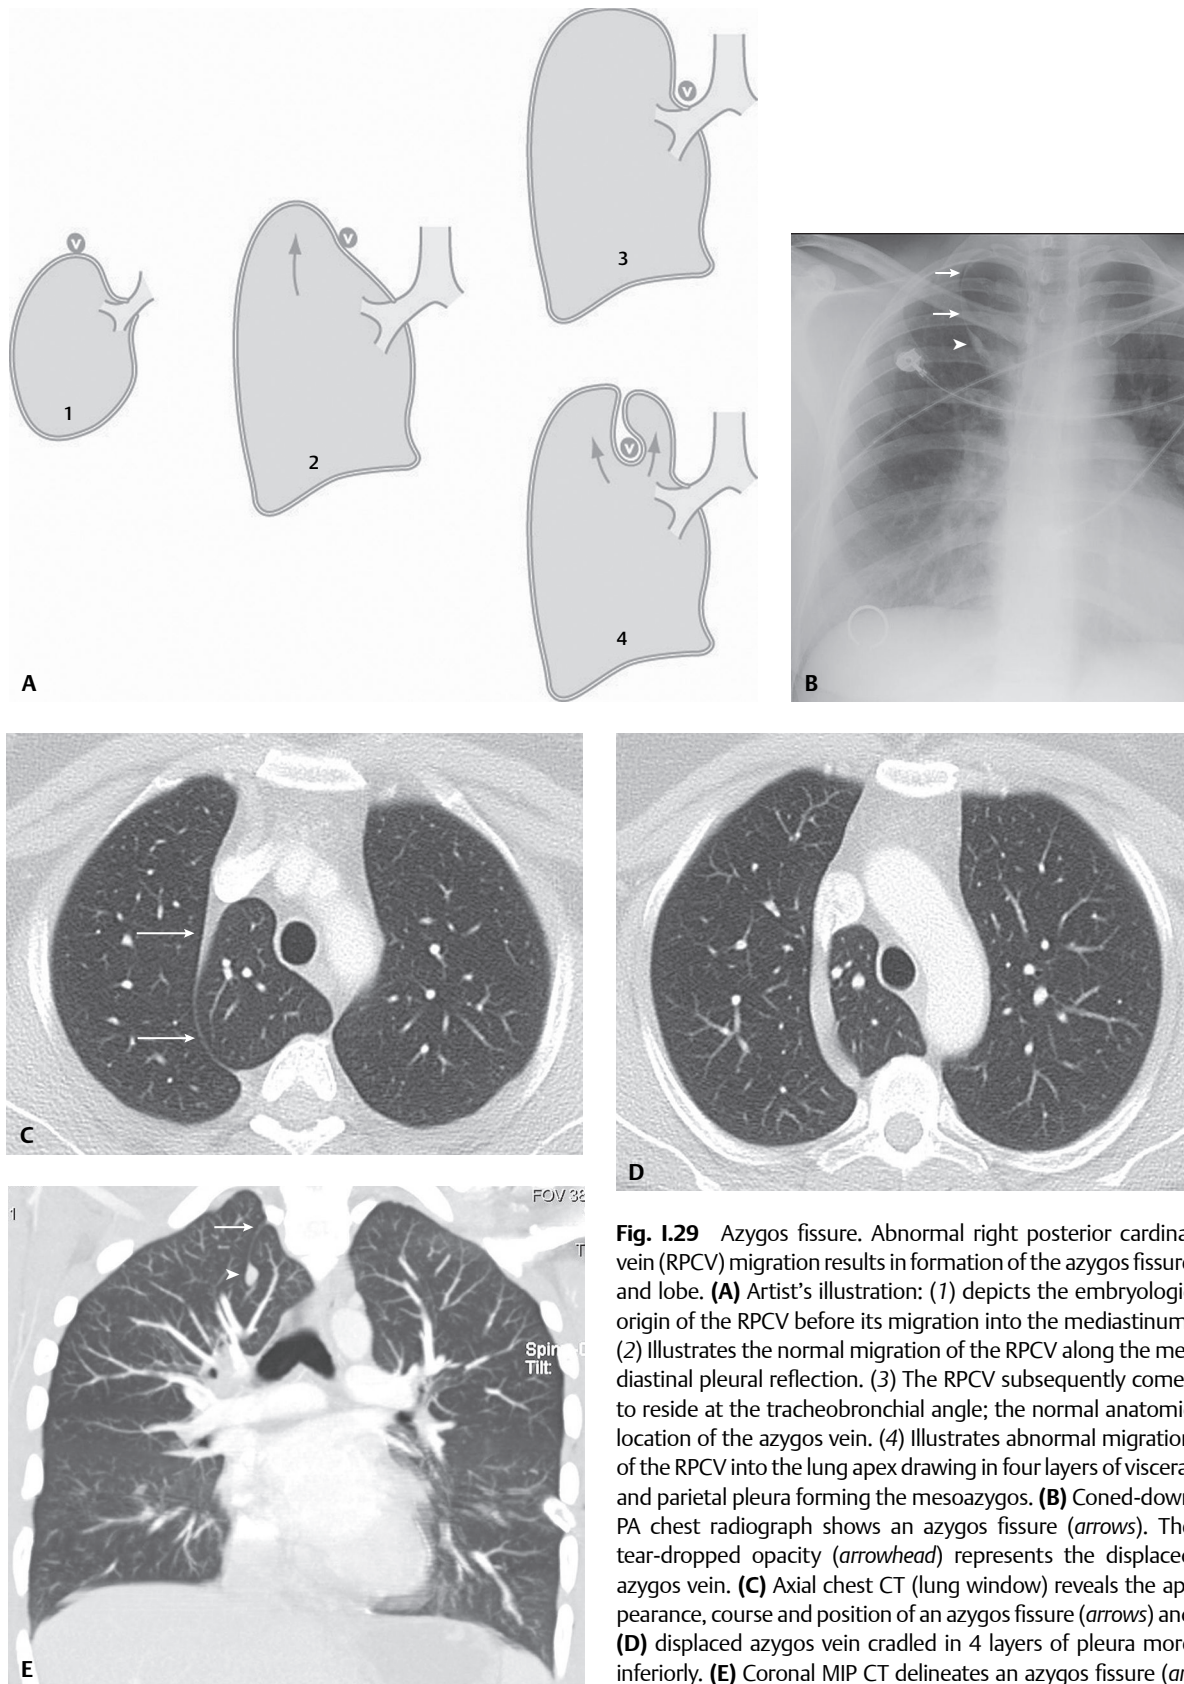 V
3
V
1
V
2
V
4
A
B
C
D
1
FOV 38
T
Spin
Tilt:
E
Fig. I.29 Azygos fissure. Abnormal right posterior cardina
vein (RPCV) migration results in formation of the azygos fissure
and lobe. (A) Artist's illustration: (1) depicts the embryologi
origin of the RPCV before its migration into the mediastinum
(2) Illustrates the normal migration of the RPCV along the me
diastinal pleural reflection. (3) The RPCV subsequently come
to reside at the tracheobronchial angle; the normal anatomi
location of the azygos vein. (4) Illustrates abnormal migration
of the RPCV into the lung apex drawing in four layers of viscera
and parietal pleura forming the mesoazygos. (B) Coned-down
PA chest radiograph shows an azygos fissure (arrows). The
tear-dropped opacity (arrowhead) represents the displaced
azygos vein. (C) Axial chest CT (lung window) reveals the ap
pearance, course and position of an azygos fissure (arrows) and
(D) displaced azygos vein cradled in 4 layers of pleura more
inferiorly. (E) Coronal MIP CT delineates an azygos fissure (ar